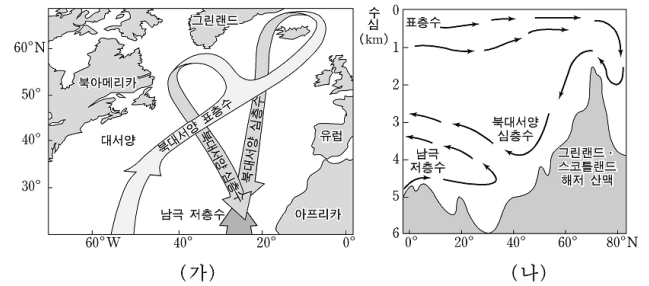 그린란드
60°N
북아메리카
50°
대서양
북대서양 표층수
북대서양 심층수
북대서양 심층수
40°
유럽
30°
남극 저층수
아프리카
60°W
40°
20°
0°
(가)
수심
(km)
0
1
2
3
4
5
6
표층수
북대서양
심층수
남극
저층수
그린란드·
스코틀랜드
해저 산맥
0°
20°
40°
60°
80°N
(나)